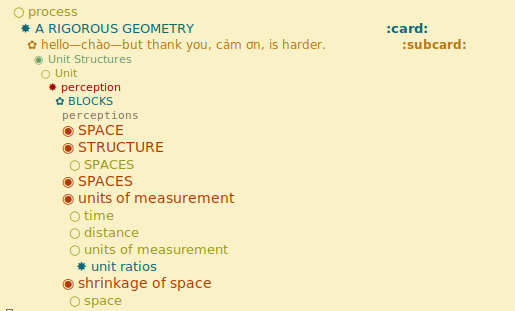 process
A RIGOROUS GEOMETRY :card:
hello—chào—but thank you, cảm ơn, is harder. :subcard:
Unit Structures
Unit
perception
BLOCKS
perceptions
SPACE
STRUCTURE
SPACES
SPACES
units of measurement
time
distance
units of measurement
unit ratios
shrinkage of space
space